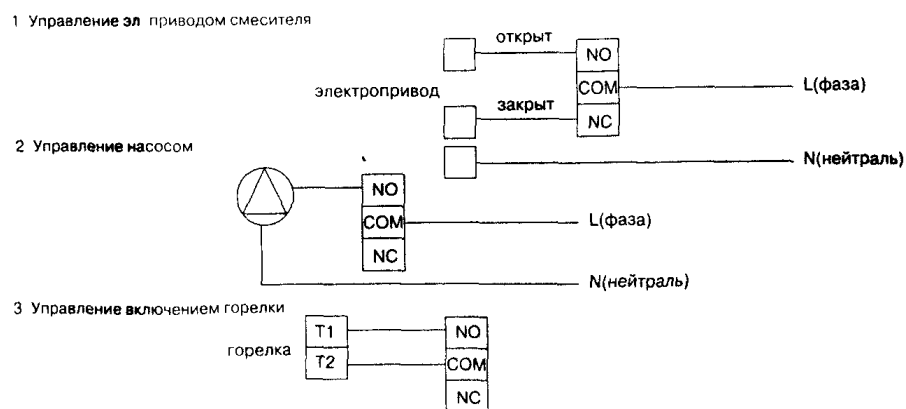 1 Управление эл приводом смесителя
открыт
NO
электропривод
COM
L(фаза)
закрыт
NC
2 Управление насосом
N(нейтраль)
NO
COM
L(фаза)
NC
N(нейтраль)
3 Управление включением горелки
T1
NO
горелка
T2
COM
NC